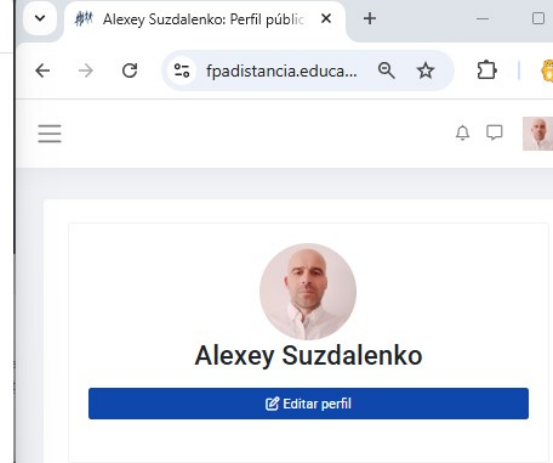 Alexey Suzdalenko: Perfil públic
fpadistancia.educa...
Alexey Suzdalenko
Editar perfil